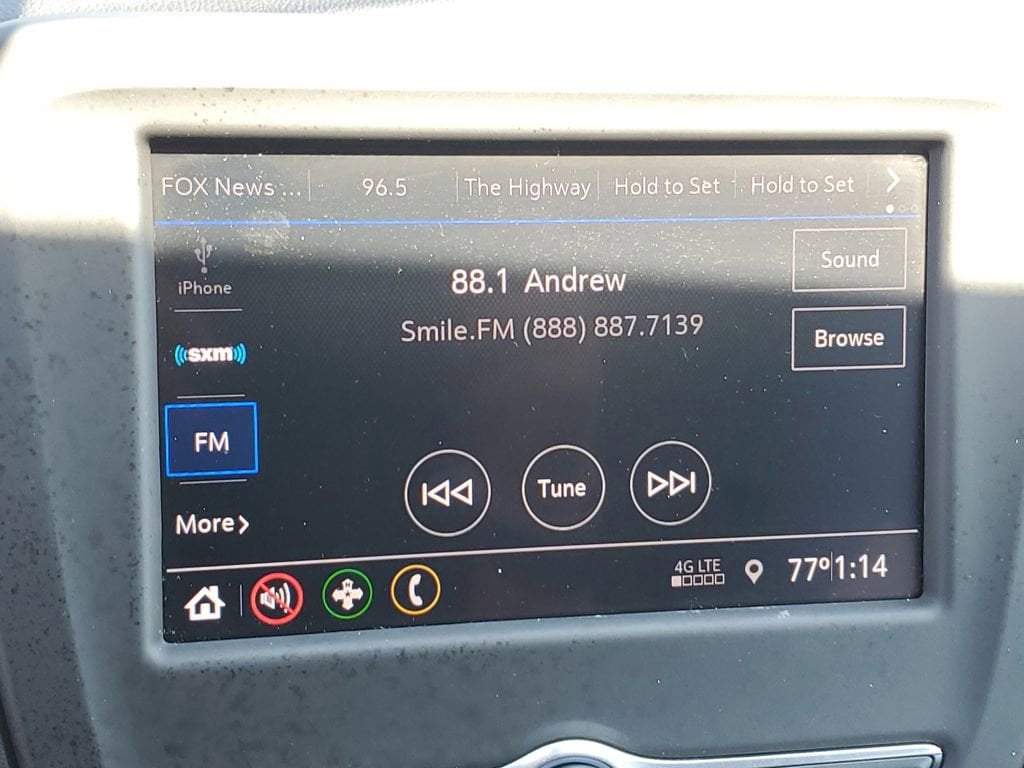 FOX News ... 96.5 The Highway Hold to Set Hold to Set
iPhone
88.1 Andrew
Sound
Smile.FM (888) 887.7139
((sxm))
Browse
FM
Tune
More
4G LTE
77° 1:14